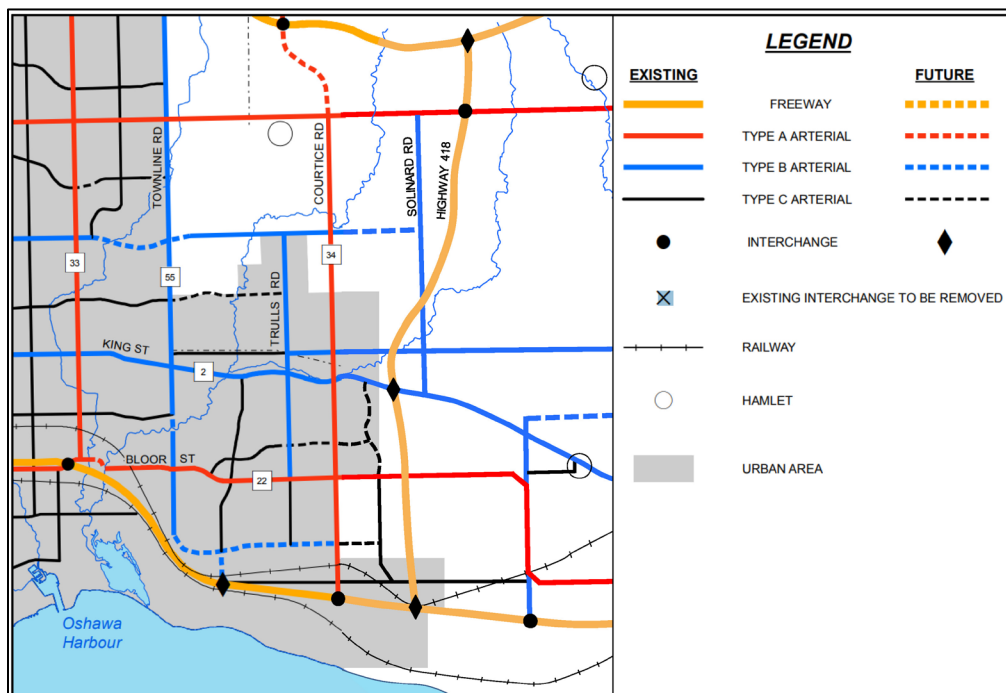 LEGEND
EXISTING
FUTURE
FREEWAY
TYPE A ARTERIAL
TYPE B ARTERIAL
TYPE C ARTERIAL
INTERCHANGE
EXISTING INTERCHANGE TO BE REMOVED
RAILWAY
HAMLET
URBAN AREA
TOWNLINE RD
COURTICE RD
SOLINARD RD
HIGHWAY 418
33
55
34
TRULLS RD
KING ST
2
BLOOR ST
22
Oshawa
Harbour